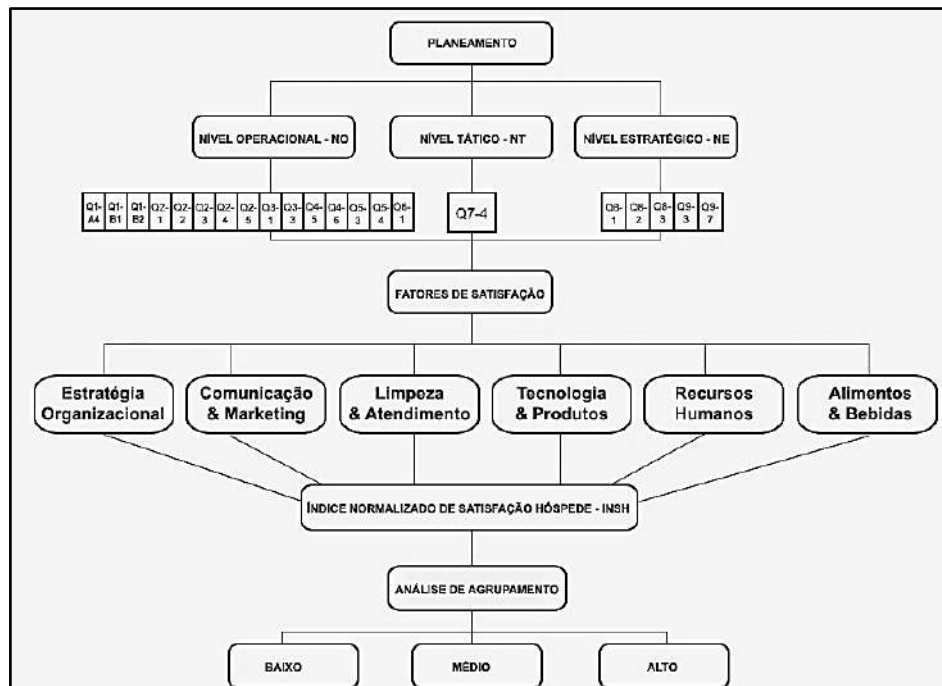 PLANEAMENTO
NÍVEL OPERACIONAL - NO
NÍVEL TÁTICO - NT
NÍVEL ESTRATÉGICO - NE
Q1- Q1- Q1- Q2- Q2- Q2- Q2- Q2- Q3- Q3- Q4- Q4- Q5- Q5- Q6-
A4 B1 B2 1 2 3 4 5 1 3 5 6 3 4 1
Q7-4
Q8- Q8- Q8- Q9- Q9-
1 2 3 3 7
FATORES DE SATISFAÇÃO
Estratégia
Organizacional
Comunicação
& Marketing
Limpeza
& Atendimento
Tecnologia
& Produtos
Recursos
Humanos
Alimentos
& Bebidas
ÍNDICE NORMALIZADO DE SATISFAÇÃO HÓSPEDE - INSH
ANÁLISE DE AGRUPAMENTO
BAIXO
MÉDIO
ALTO